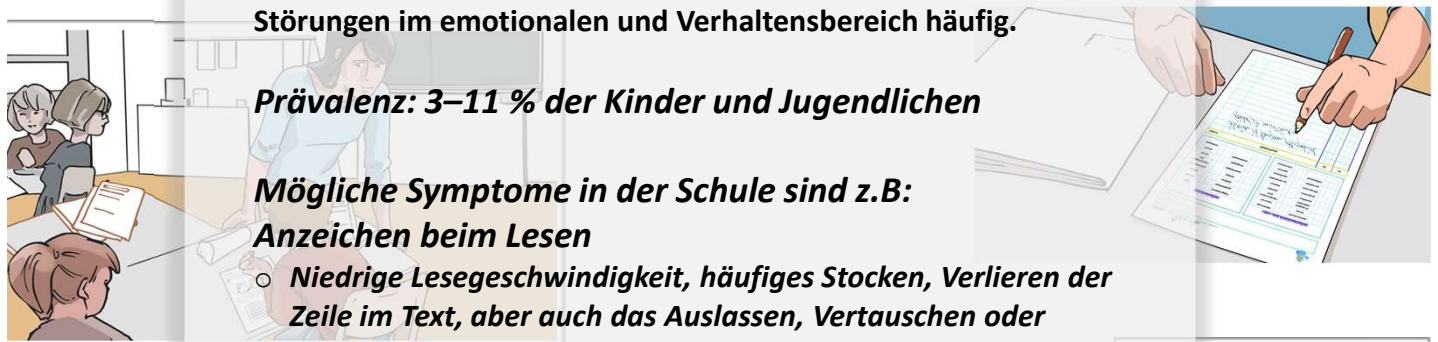 Störungen im emotionalen und Verhaltensbereich häufig.
Prävalenz: 3–11 % der Kinder und Jugendlichen
Mögliche Symptome in der Schule sind z.B:
Anzeichen beim Lesen
o Niedrige Lesegeschwindigkeit, häufiges Stocken, Verlieren der
Zeile im Text, aber auch das Auslassen, Vertauschen oder